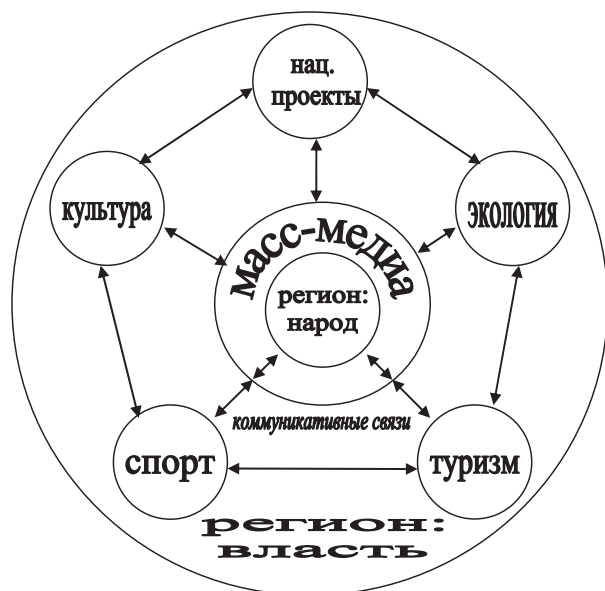 нац.
проекты
культура
ЭКОЛОГИЯ
масс-медиа
регион:
народ
коммуникативные связи
спорт
туризм
регион:
власть